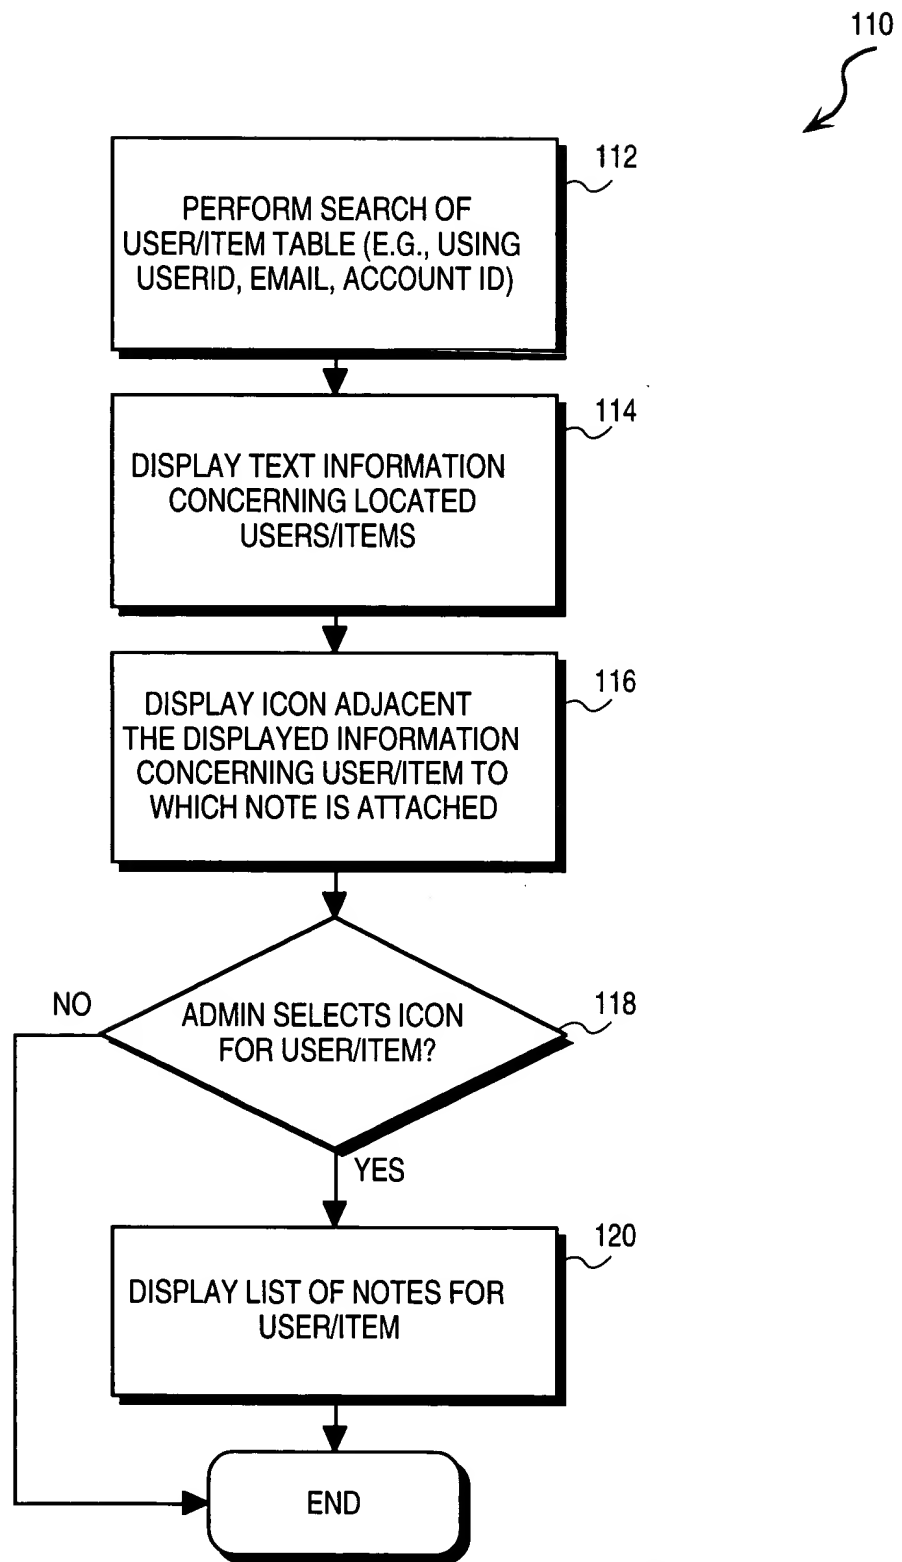 110
112
PERFORM SEARCH OF
USER/ITEM TABLE (E.G., USING
USERID, EMAIL, ACCOUNT ID)
114
DISPLAY TEXT INFORMATION
CONCERNING LOCATED
USERS/ITEMS
116
DISPLAY ICON ADJACENT
THE DISPLAYED INFORMATION
CONCERNING USER/ITEM TO
WHICH NOTE IS ATTACHED
118
NO
ADMIN SELECTS ICON
FOR USER/ITEM?
YES
120
DISPLAY LIST OF NOTES FOR
USER/ITEM
END